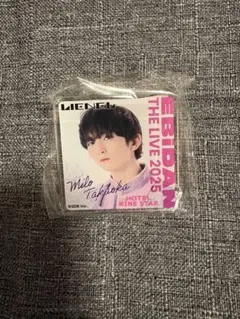 LIENEL
EBiDAN
THE LIVE 2025
Milo
Takaoka
HOTEL
NINE STAR